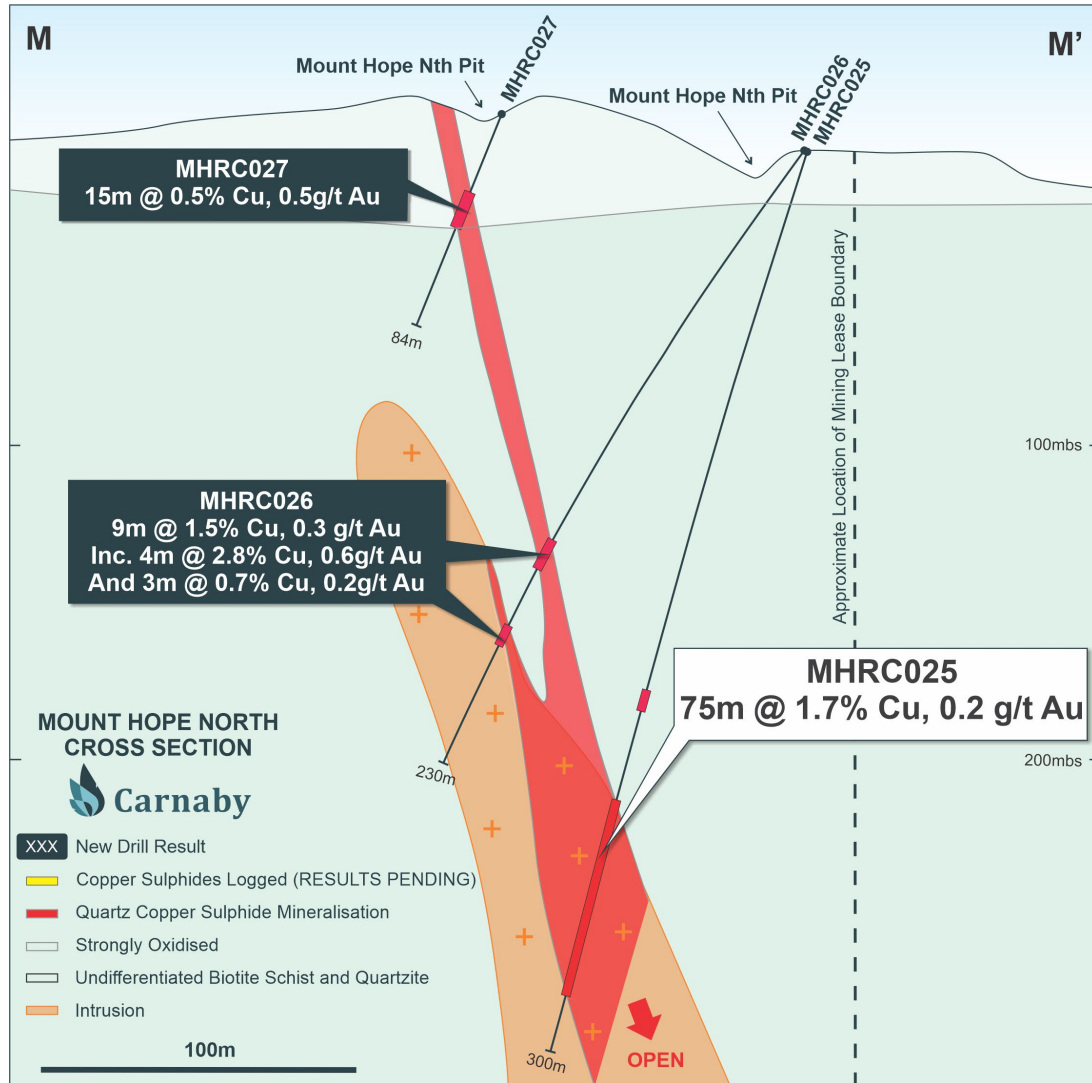 M
M'
Mount Hope Nth Pit
MHRC027
Mount Hope Nth Pit
MHRC026
MHRC025
MHRC027
15m @ 0.5% Cu, 0.5g/t Au
84m
Approximate Location of Mining Lease Boundary
100mbs
MHRC026
9m @ 1.5% Cu, 0.3 g/t Au
Inc. 4m @ 2.8% Cu, 0.6g/t Au
And 3m @ 0.7% Cu, 0.2g/t Au
MHRC025
75m @ 1.7% Cu, 0.2 g/t Au
230m
200mbs
MOUNT HOPE NORTH
CROSS SECTION
Carnaby
XXX New Drill Result
Copper Sulphides Logged (RESULTS PENDING)
Quartz Copper Sulphide Mineralisation
Strongly Oxidised
Undifferentiated Biotite Schist and Quartzite
Intrusion
100m
300m
OPEN